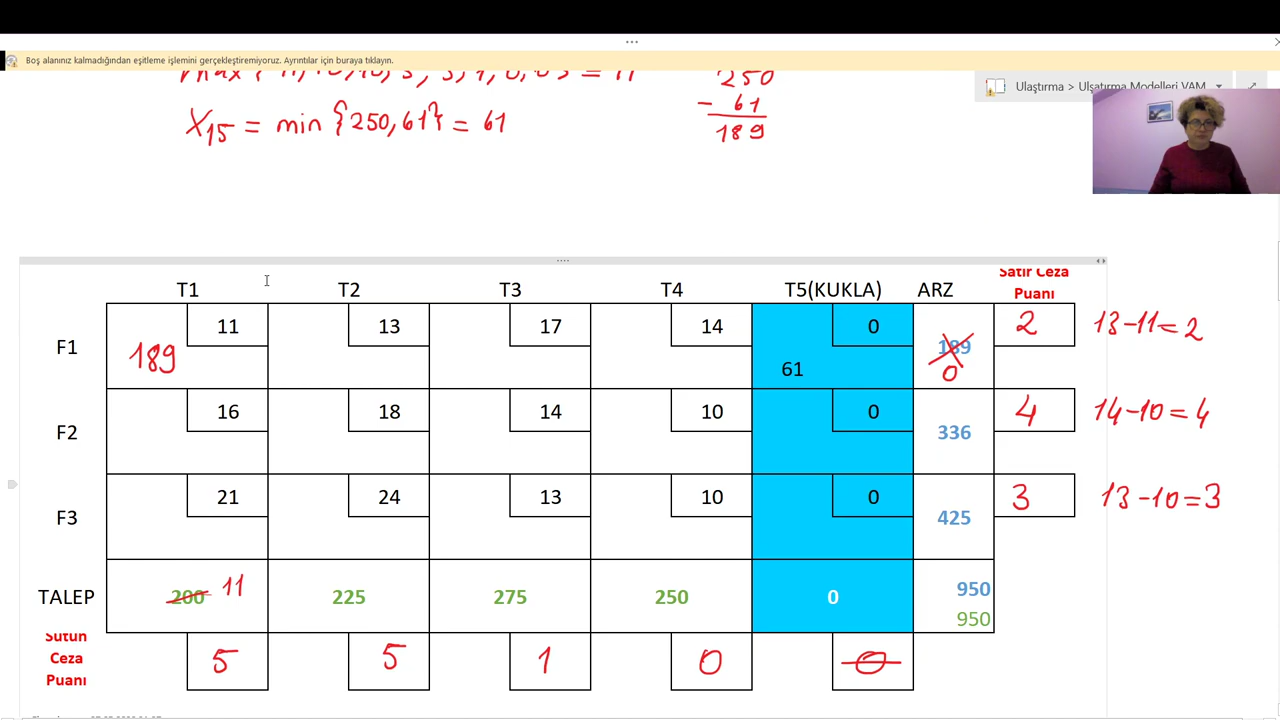 Boş alanınız kalmadığından eşitleme işlemini gerçekleştiremiyoruz. Ayrıntılar için buraya tıklayın.
Ulaştırma > Ulşatırma Modelleri VAM
= 11
250
X15 = min {250,61} = 61
- 61
189
T1 T2 T3 T4 T5(KUKLA) ARZ Satır Ceza Puanı
F1 189 11 13 17 14 61 0 189 0 2 13-11=2
F2 16 18 14 10 0 336 4 14-10=4
F3 21 24 13 10 0 425 3 13-10=3
TALEP 200 11 225 275 250 0 950
950
Sütun Ceza Puanı 5 5 1 0 0